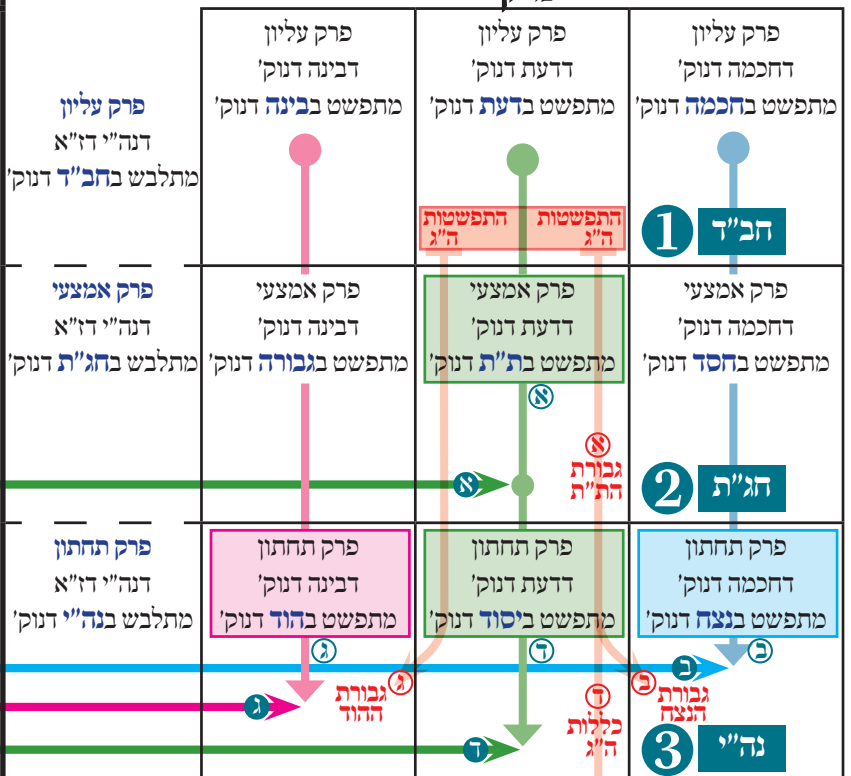 פרק עליון
דחכמה דנוק'
מתפשט בחכמה דנוק'
פרק עליון
דדעת דנוק'
מתפשט בדעת דנוק'
פרק עליון
דבינה דנוק'
מתפשט בבינה דנוק'
פרק עליון
דנה"י דז"א
מתלבש בחב"ד דנוק'
1 חב"ד
התפשטות
ה"ג
התפשטות
ה"ג
פרק אמצעי
דחכמה דנוק'
מתפשט בחסד דנוק'
פרק אמצעי
דדעת דנוק'
מתפשט בת"ת דנוק'
פרק אמצעי
דבינה דנוק'
מתפשט בגבורה דנוק'
פרק אמצעי
דנה"י דז"א
מתלבש בחג"ת דנוק'
א
א
גבורת
הת"ת
א
2 חג"ת
פרק תחתון
דחכמה דנוק'
מתפשט בנצח דנוק'
פרק תחתון
דדעת דנוק'
מתפשט ביסוד דנוק'
פרק תחתון
דבינה דנוק'
מתפשט בהוד דנוק'
פרק תחתון
דנה"י דז"א
מתלבש בנה"י דנוק'
ב
ד
ג
ב
ב
גבורת
הנצח
ג
גבורת
ההוד
ד
כללות
ה"ג
ג
ד
3 נה"י